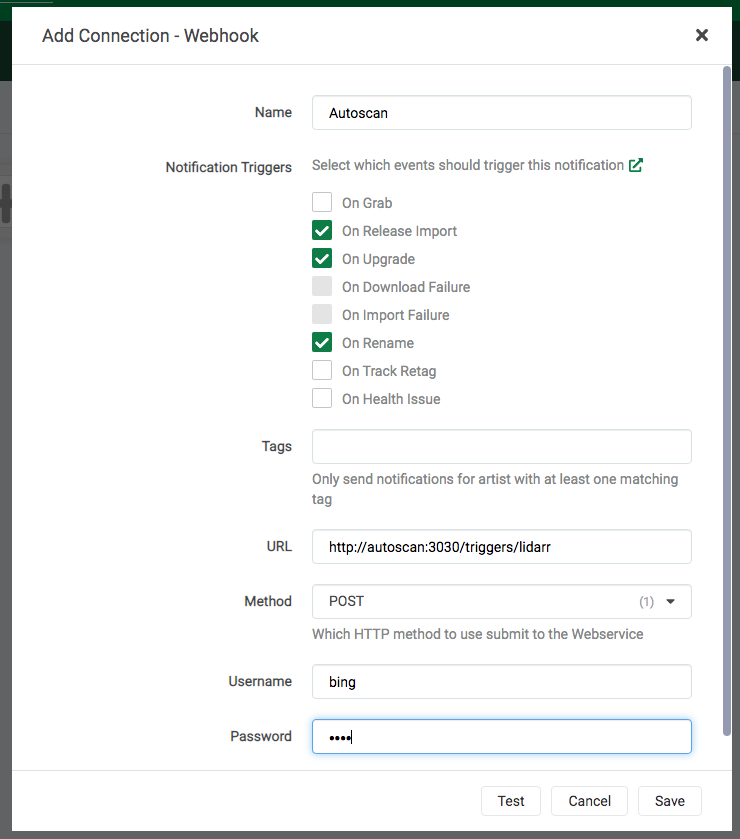 Add Connection - Webhook
Name
Autoscan
Notification Triggers
Select which events should trigger this notification
On Grab
On Release Import
On Upgrade
On Download Failure
On Import Failure
On Rename
On Track Retag
On Health Issue
Tags
Only send notifications for artist with at least one matching
tag
URL
http://autoscan:3030/triggers/lidarr
Method
POST
(1)
Which HTTP method to use submit to the Webservice
Username
bing
Password
••••
Test
Cancel
Save